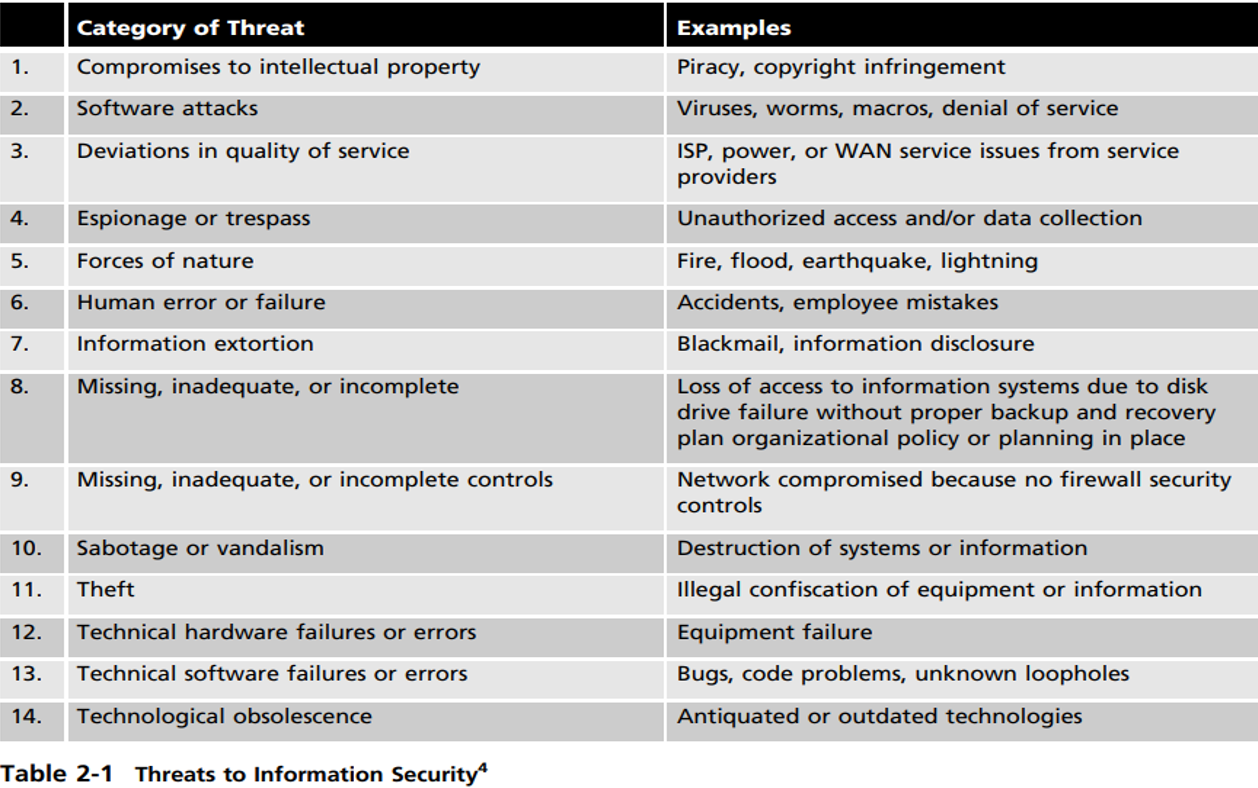 Category of Threat Examples
1. Compromises to intellectual property Piracy, copyright infringement
2. Software attacks Viruses, worms, macros, denial of service
3. Deviations in quality of service ISP, power, or WAN service issues from service
providers
4. Espionage or trespass Unauthorized access and/or data collection
5. Forces of nature Fire, flood, earthquake, lightning
6. Human error or failure Accidents, employee mistakes
7. Information extortion Blackmail, information disclosure
8. Missing, inadequate, or incomplete Loss of access to information systems due to disk
drive failure without proper backup and recovery
plan organizational policy or planning in place
9. Missing, inadequate, or incomplete controls Network compromised because no firewall security
controls
10. Sabotage or vandalism Destruction of systems or information
11. Theft Illegal confiscation of equipment or information
12. Technical hardware failures or errors Equipment failure
13. Technical software failures or errors Bugs, code problems, unknown loopholes
14. Technological obsolescence Antiquated or outdated technologies
Table 2-1 Threats to Information Security4